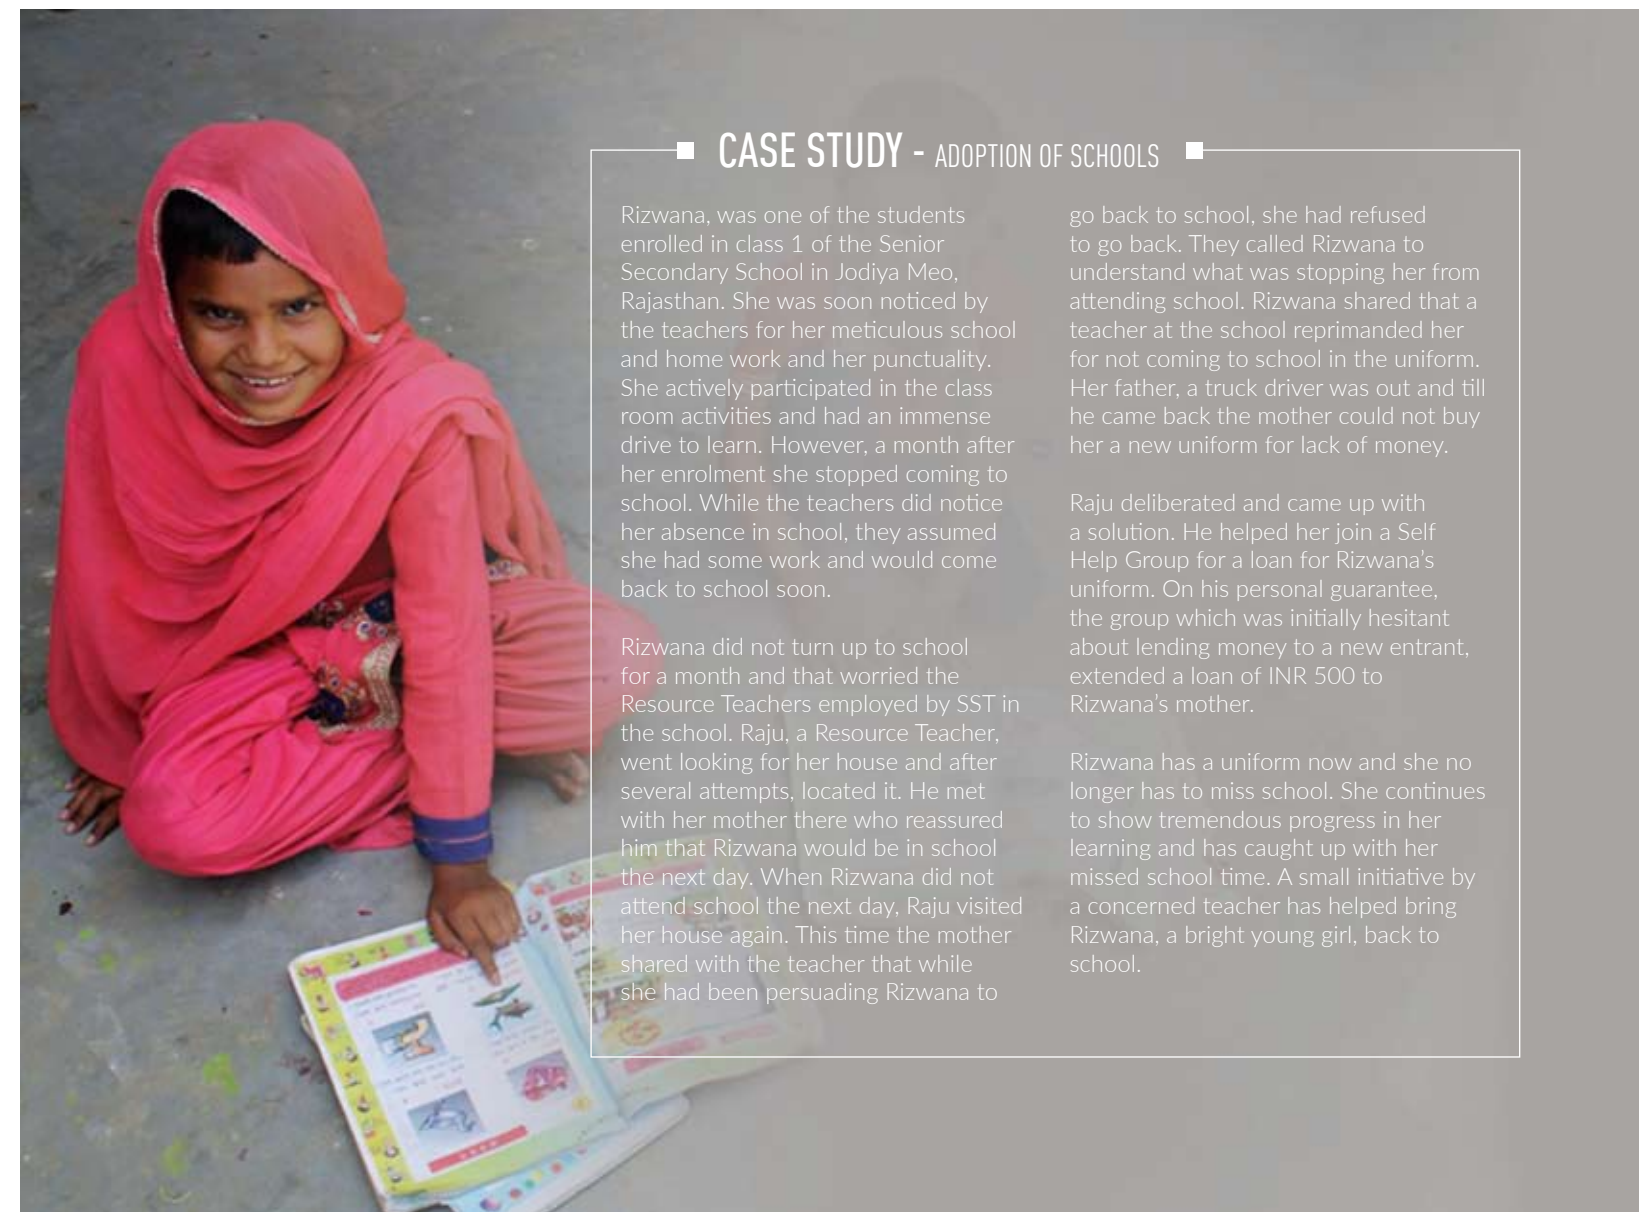 CASE STUDY - ADOPTION OF SCHOOLS
Rizwana, was one of the students
enrolled in class 1 of the Senior
Secondary School in Jodiya Meo,
Rajasthan. She was soon noticed by
the teachers for her meticulous school
and home work and her punctuality.
She actively participated in the class
room activities and had an immense
drive to learn. However, a month after
her enrolment she stopped coming to
school. While the teachers did notice
her absence in school, they assumed
she had some work and would come
back to school soon.
Rizwana did not turn up to school
for a month and that worried the
Resource Teachers employed by SST in
the school. Raju, a Resource Teacher,
went looking for her house and after
several attempts, located it. He met
with her mother there who reassured
him that Rizwana would be in school
the next day. When Rizwana did not
attend school the next day, Raju visited
her house again. This time the mother
shared with the teacher that while
she had been persuading Rizwana to
go back to school, she had refused
to go back. They called Rizwana to
understand what was stopping her from
attending school. Rizwana shared that a
teacher at the school reprimanded her
for not coming to school in the uniform.
Her father, a truck driver was out and till
he came back the mother could not buy
her a new uniform for lack of money.
Raju deliberated and came up with
a solution. He helped her join a Self
Help Group for a loan for Rizwana's
uniform. On his personal guarantee,
the group which was initially hesitant
about lending money to a new entrant,
extended a loan of INR 500 to
Rizwana's mother.
Rizwana has a uniform now and she no
longer has to miss school. She continues
to show tremendous progress in her
learning and has caught up with her
missed school time. A small initiative by
a concerned teacher has helped bring
Rizwana, a bright young girl, back to
school.